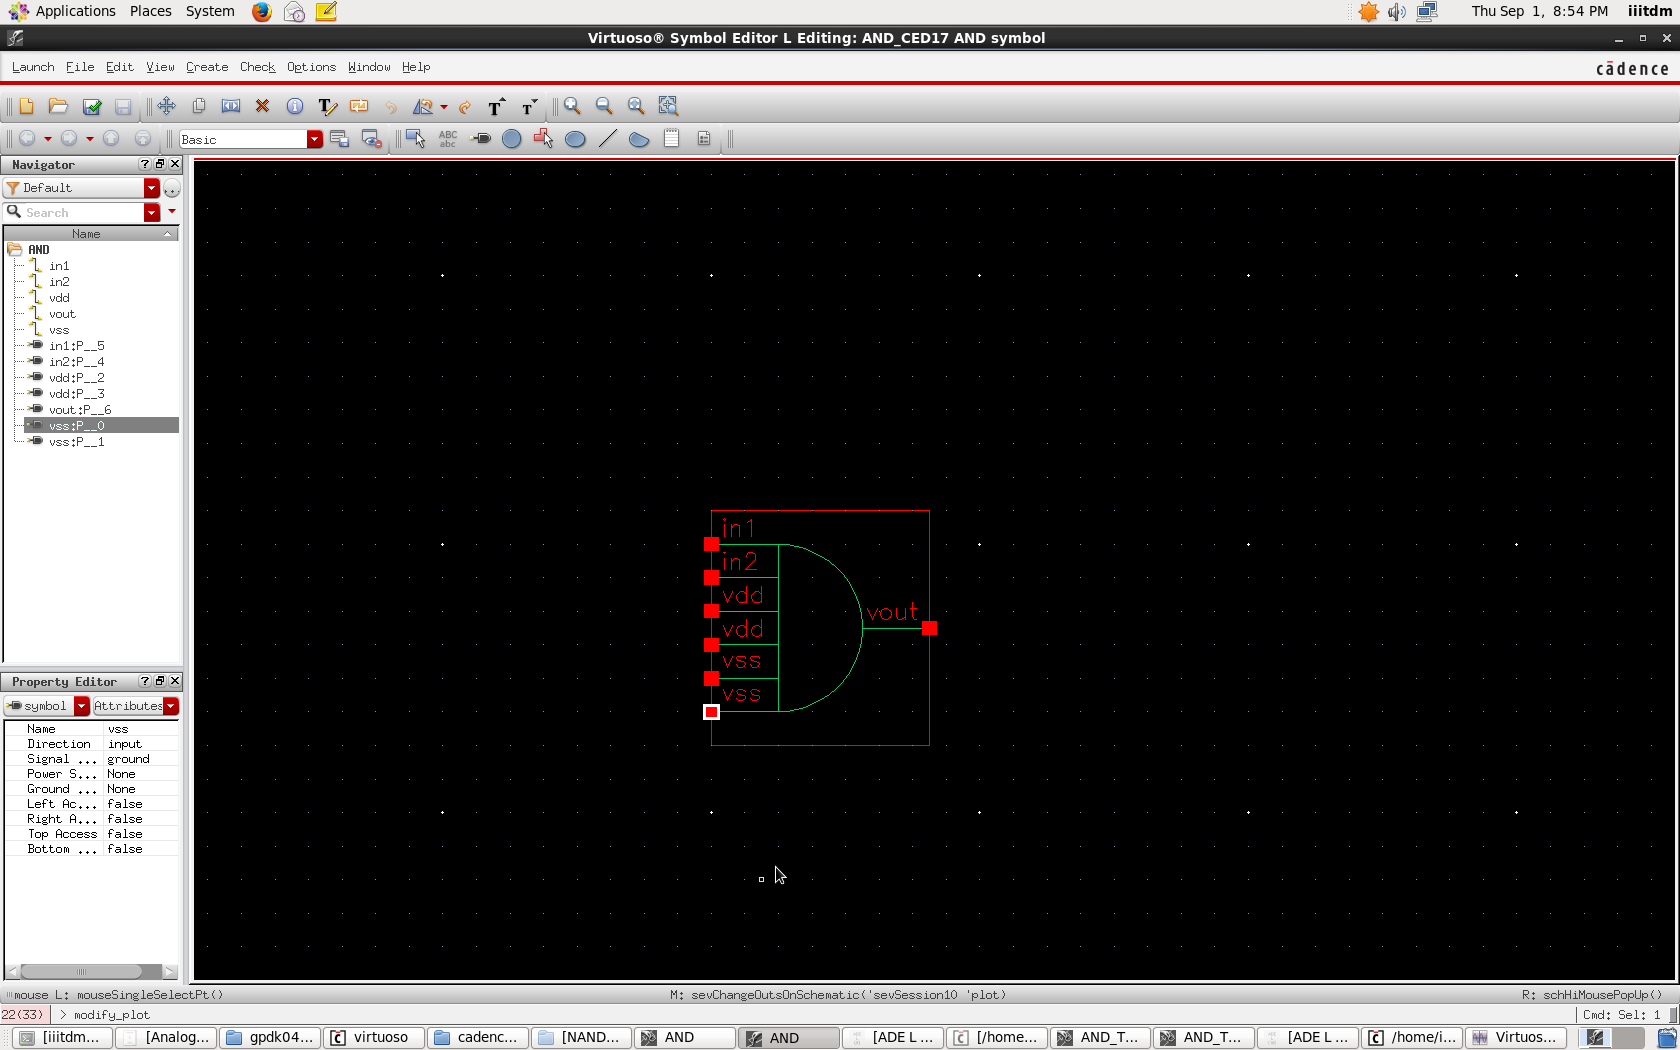 Applications Places System Thu Sep 1, 8:54 PM iiitdm
Virtuoso® Symbol Editor L Editing: AND_CED17 AND symbol
Launch File Edit View Create Check Options Window Help cādence
T T T
Basic ABC
abc
Navigator ?
Default
Search
Name
AND
in1
in2
vdd
vout
vss
in1:P__5
in2:P__4
vdd:P__2
vdd:P__3
vout:P__6
vss:P__0
vss:P__1
in1
in2
vdd
vdd
vss
vss
vout
Property Editor ?
symbol Attributes
Name vss
Direction input
Signal ... ground
Power S... None
Ground ... None
Left Ac... false
Right A... false
Top Access false
Bottom ... false
mouse L: mouseSingleSelectPt() M: sevChangeOutsOnSchematic('sevSession10 'plot) R: schHiMousePopUp()
22(33) > modify_plot Cmd: Sel: 1
[iiitdm... [Analog... gpdk04... virtuoso cadenc... [NAND... AND AND [ADE L ... [/home... AND_T... AND_T... [ADE L ... /home/i... Virtuos...